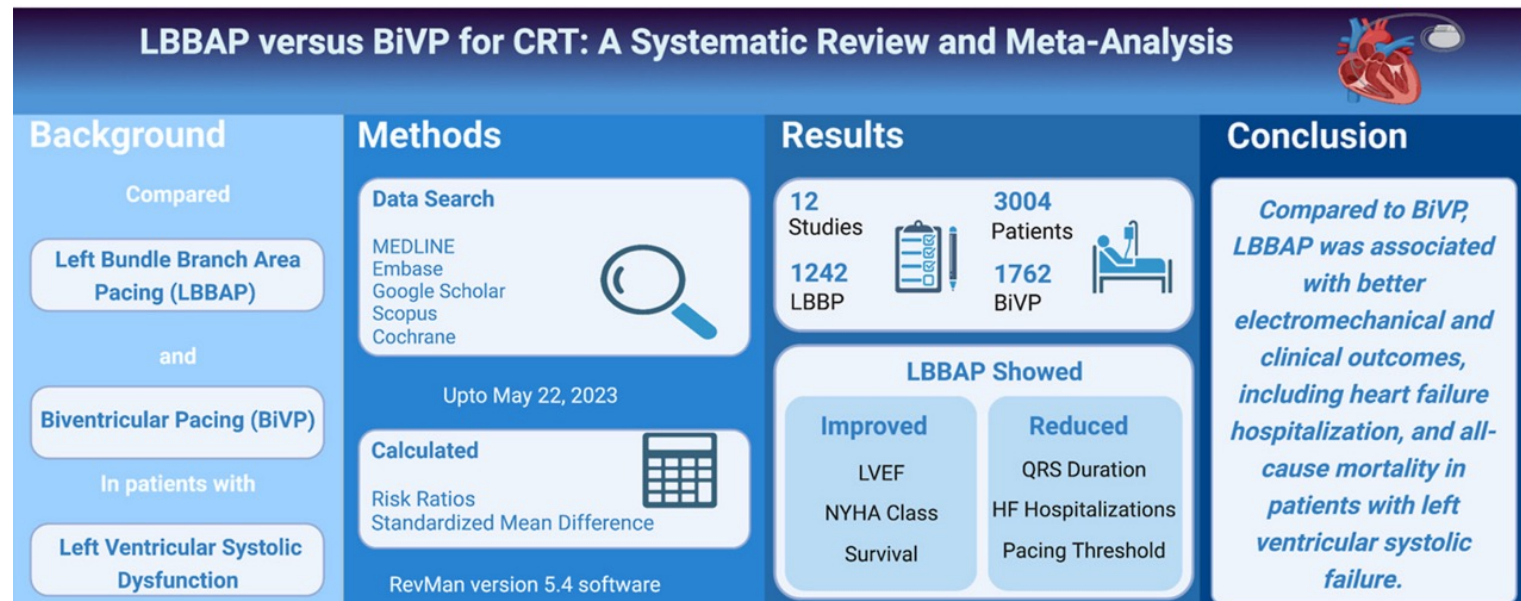 LBBAP versus BiVP for CRT: A Systematic Review and Meta-Analysis
Background
Compared
Left Bundle Branch Area
Pacing (LBBAP)
and
Biventricular Pacing (BiVP)
In patients with
Left Ventricular Systolic
Dysfunction
Methods
Data Search
MEDLINE
Embase
Google Scholar
Scopus
Cochrane
Upto May 22, 2023
Calculated
Risk Ratios
Standardized Mean Difference
RevMan version 5.4 software
Results
12
Studies
3004
Patients
1242
LBBP
1762
BiVP
LBBAP Showed
Improved
LVEF
NYHA Class
Survival
Reduced
QRS Duration
HF Hospitalizations
Pacing Threshold
Conclusion
Compared to BiVP,
LBBAP was associated
with better
electromechanical and
clinical outcomes,
including heart failure
hospitalization, and all-
cause mortality in
patients with left
ventricular systolic
failure.